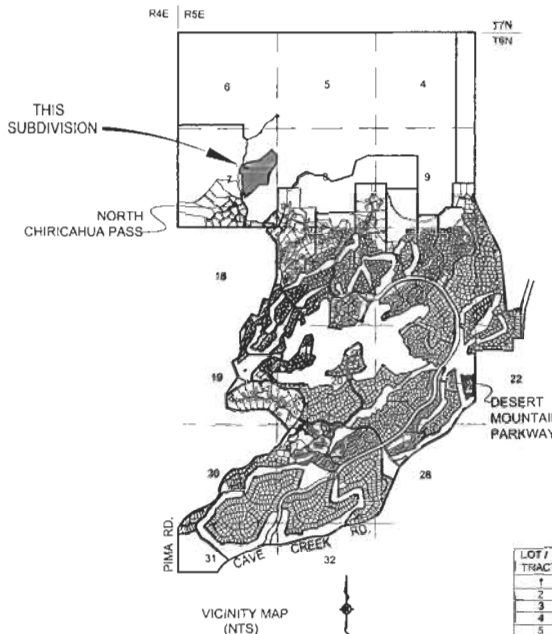 R4E R5E
T7N
T6N
6
5
4
THIS
SUBDIVISION
7
8
9
NORTH
CHIRICAHUA PASS
18
19
22
DESERT
MOUNTAIN
PARKWAY
30
28
PIMA RD.
31
CAVE CREEK RD.
32
VICINITY MAP
(NTS)
LOT /
TRACT
1
2
3
4
5